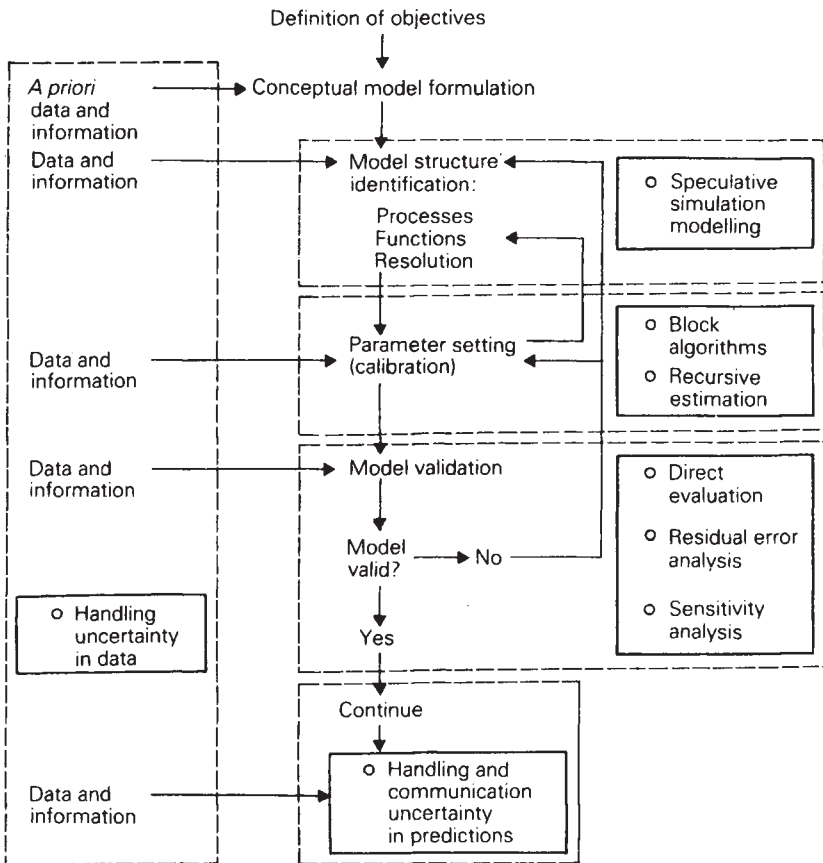 Definition of objectives
A priori
data and
information
Conceptual model formulation
Data and
information
Model structure
identification:
Processes
Functions
Resolution
○ Speculative
simulation
modelling
Data and
information
Parameter setting
(calibration)
○ Block
algorithms
○ Recursive
estimation
Data and
information
Model validation
Model
valid?
No
Yes
○ Direct
evaluation
○ Residual error
analysis
○ Sensitivity
analysis
○ Handling
uncertainty
in data
Continue
Data and
information
○ Handling and
communication
uncertainty
in predictions